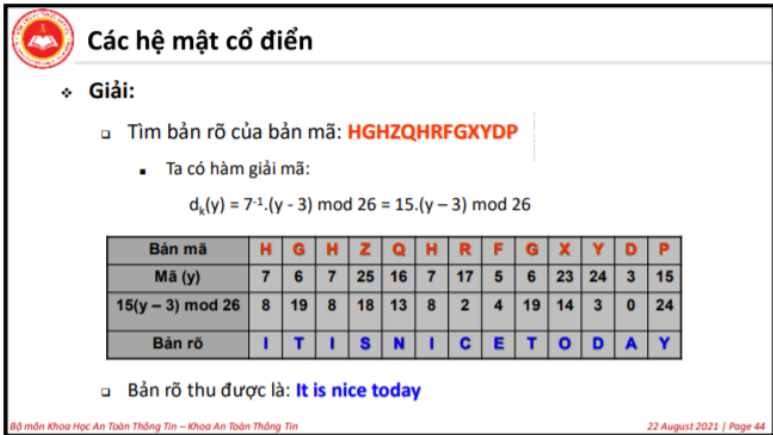 Các hệ mật cổ điển
❖ Giải:
❑ Tìm bản rõ của bản mã: HGHZQHRFGXYDP
▪ Ta có hàm giải mã:
dₖ(y) = 7⁻¹.(y - 3) mod 26 = 15.(y – 3) mod 26
Bản mã H G H Z Q H R F G X Y D P
Mã (y) 7 6 7 25 16 7 17 5 6 23 24 3 15
15(y – 3) mod 26 8 19 8 18 13 8 2 4 19 14 3 0 24
Bản rõ I T I S N I C E T O D A Y
❑ Bản rõ thu được là: It is nice today
Bộ môn Khoa Học An Toàn Thông Tin – Khoa An Toàn Thông Tin
22 August 2021 | Page 44